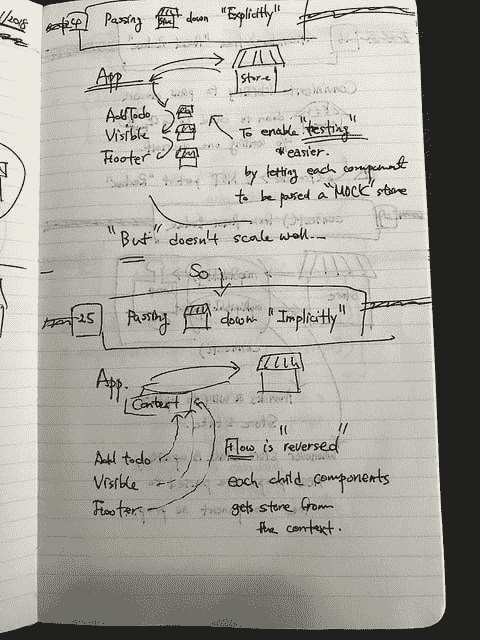 24 Passing down "Explicitly"
App
Store
Add Todo
Visible
Footer
To enable "testing"
easier.
by letting each component
to be passed a "MOCK" store
"But" doesn't scale well...
So
25 Passing down "Implicitly"
App.
Context
Add todo
Visible
Footer
"Flow is "reversed"
each child components
gets store from
the context.